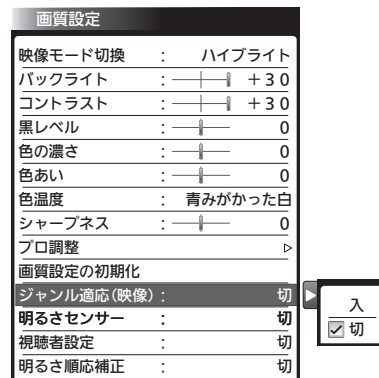 画質設定
映像モード切換 : ハイブライト
バックライト : +30
コントラスト : +30
黒レベル : 0
色の濃さ : 0
色あい : 0
色温度 : 青みがかった白
シャープネス : 0
プロ調整
画質設定の初期化
ジャンル適応(映像) : 切
明るさセンサー : 切
視聴者設定 : 切
明るさ順応補正 : 切
入
切